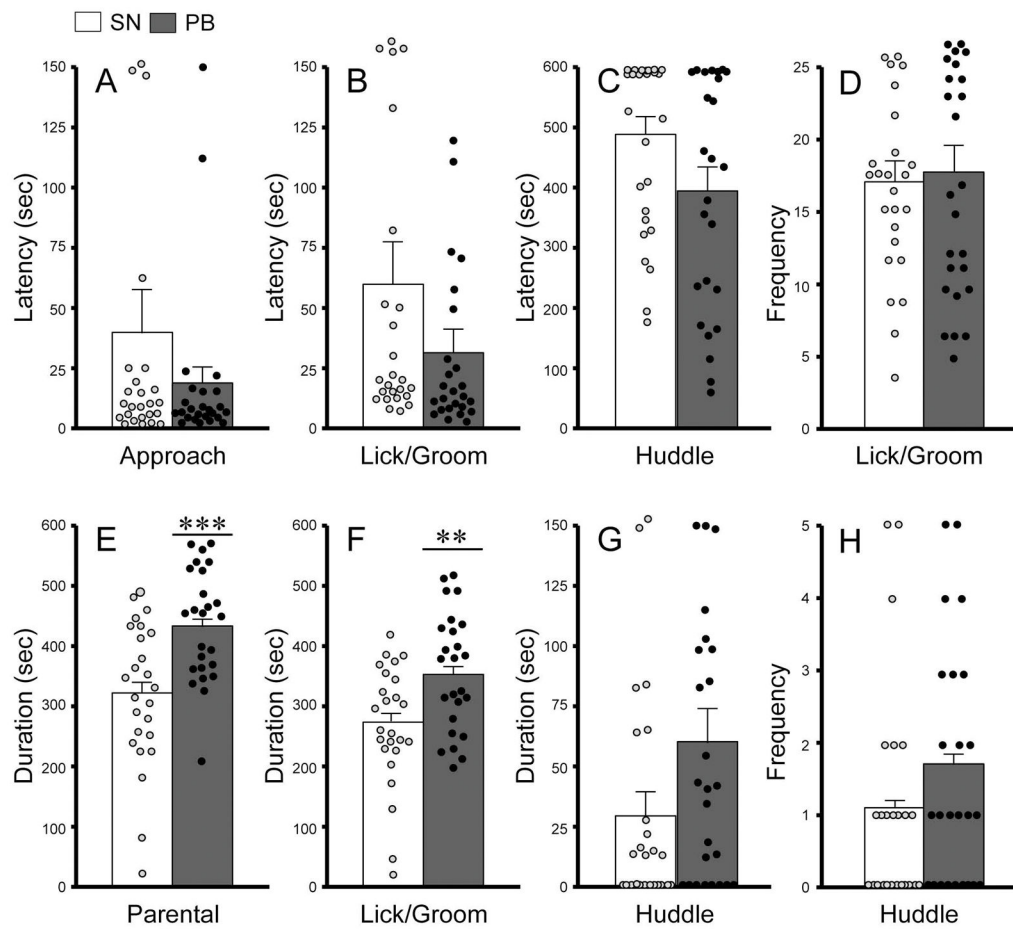 SN PB
A
Latency (sec)
150
125
100
75
50
25
0
Approach
B
Latency (sec)
150
125
100
75
50
25
0
Lick/Groom
C
Latency (sec)
600
500
400
300
200
100
0
Huddle
D
Frequency
25
20
15
10
5
0
Lick/Groom
E
***
Duration (sec)
600
500
400
300
200
100
0
Parental
F
**
Duration (sec)
600
500
400
300
200
100
0
Lick/Groom
G
Duration (sec)
150
125
100
75
50
25
0
Huddle
H
Frequency
5
4
3
2
1
0
Huddle